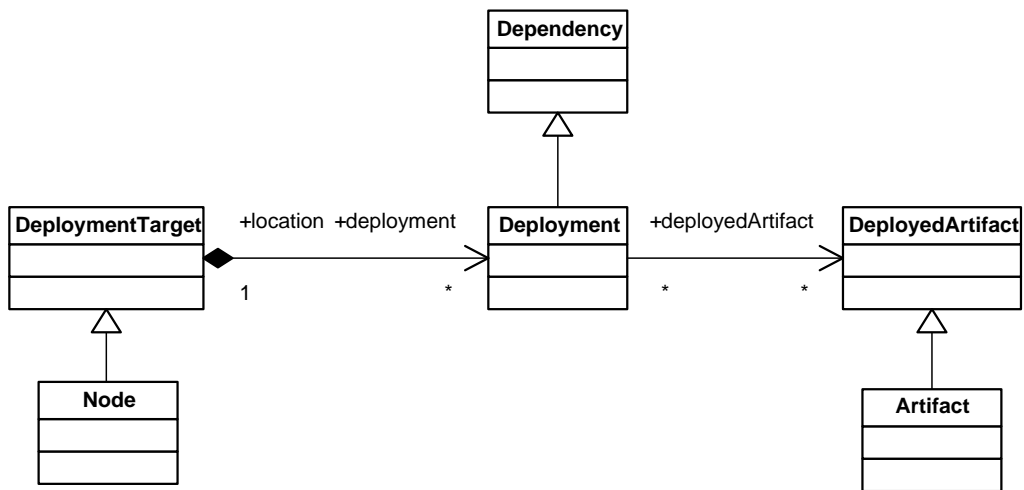 Dependency
DeploymentTarget
+location +deployment
Deployment
+deployedArtifact
DeployedArtifact
1
*
*
*
Node
Artifact